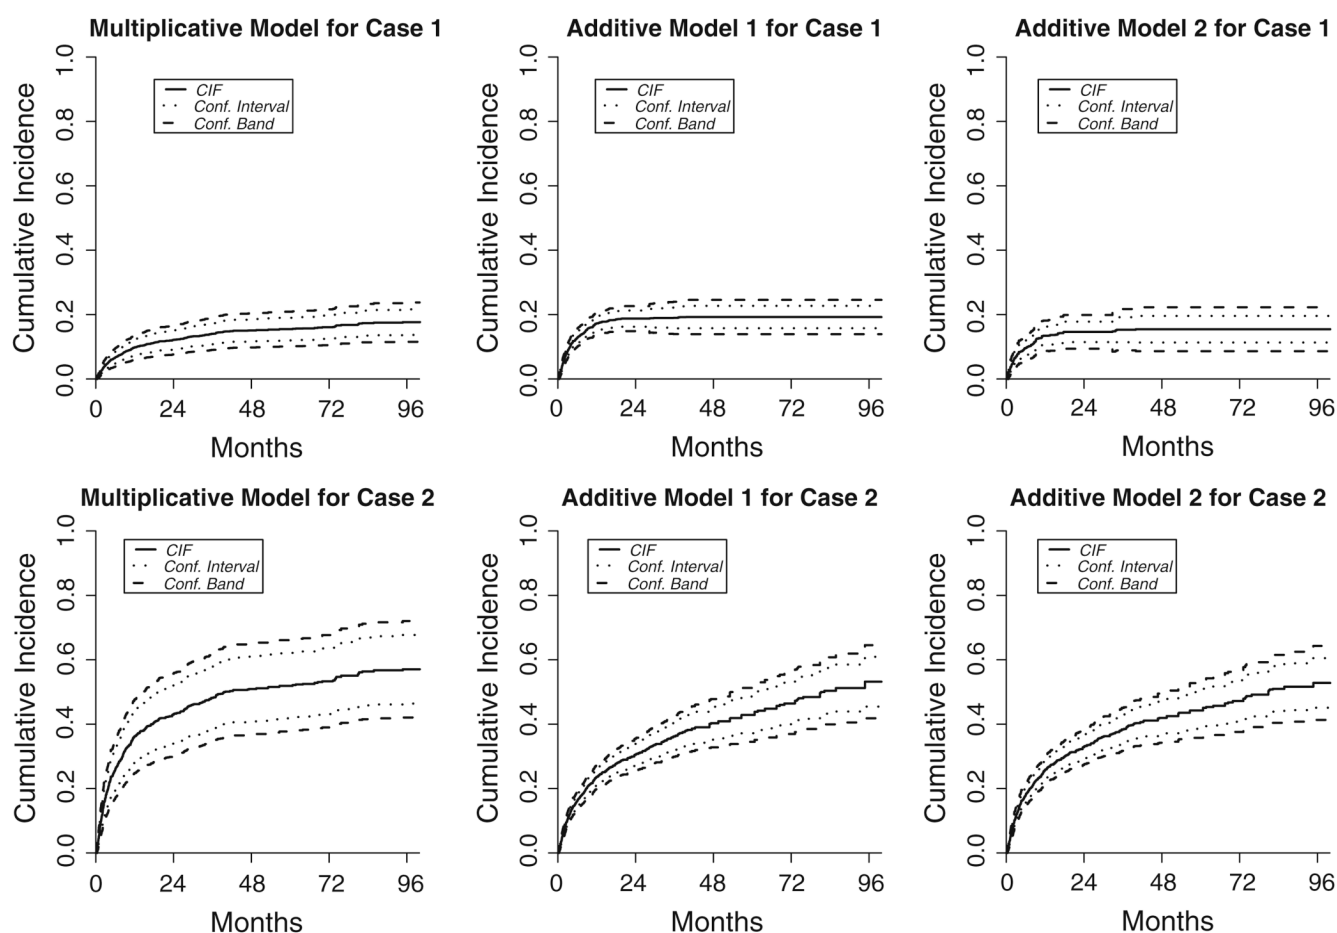 Multiplicative Model for Case 1
Cumulative Incidence
1.0
0.8
0.6
0.4
0.2
0.0
CIF
Conf. Interval
Conf. Band
0 24 48 72 96
Months
Additive Model 1 for Case 1
Cumulative Incidence
1.0
0.8
0.6
0.4
0.2
0.0
CIF
Conf. Interval
Conf. Band
0 24 48 72 96
Months
Additive Model 2 for Case 1
Cumulative Incidence
1.0
0.8
0.6
0.4
0.2
0.0
CIF
Conf. Interval
Conf. Band
0 24 48 72 96
Months
Multiplicative Model for Case 2
Cumulative Incidence
1.0
0.8
0.6
0.4
0.2
0.0
CIF
Conf. Interval
Conf. Band
0 24 48 72 96
Months
Additive Model 1 for Case 2
Cumulative Incidence
1.0
0.8
0.6
0.4
0.2
0.0
CIF
Conf. Interval
Conf. Band
0 24 48 72 96
Months
Additive Model 2 for Case 2
Cumulative Incidence
1.0
0.8
0.6
0.4
0.2
0.0
CIF
Conf. Interval
Conf. Band
0 24 48 72 96
Months